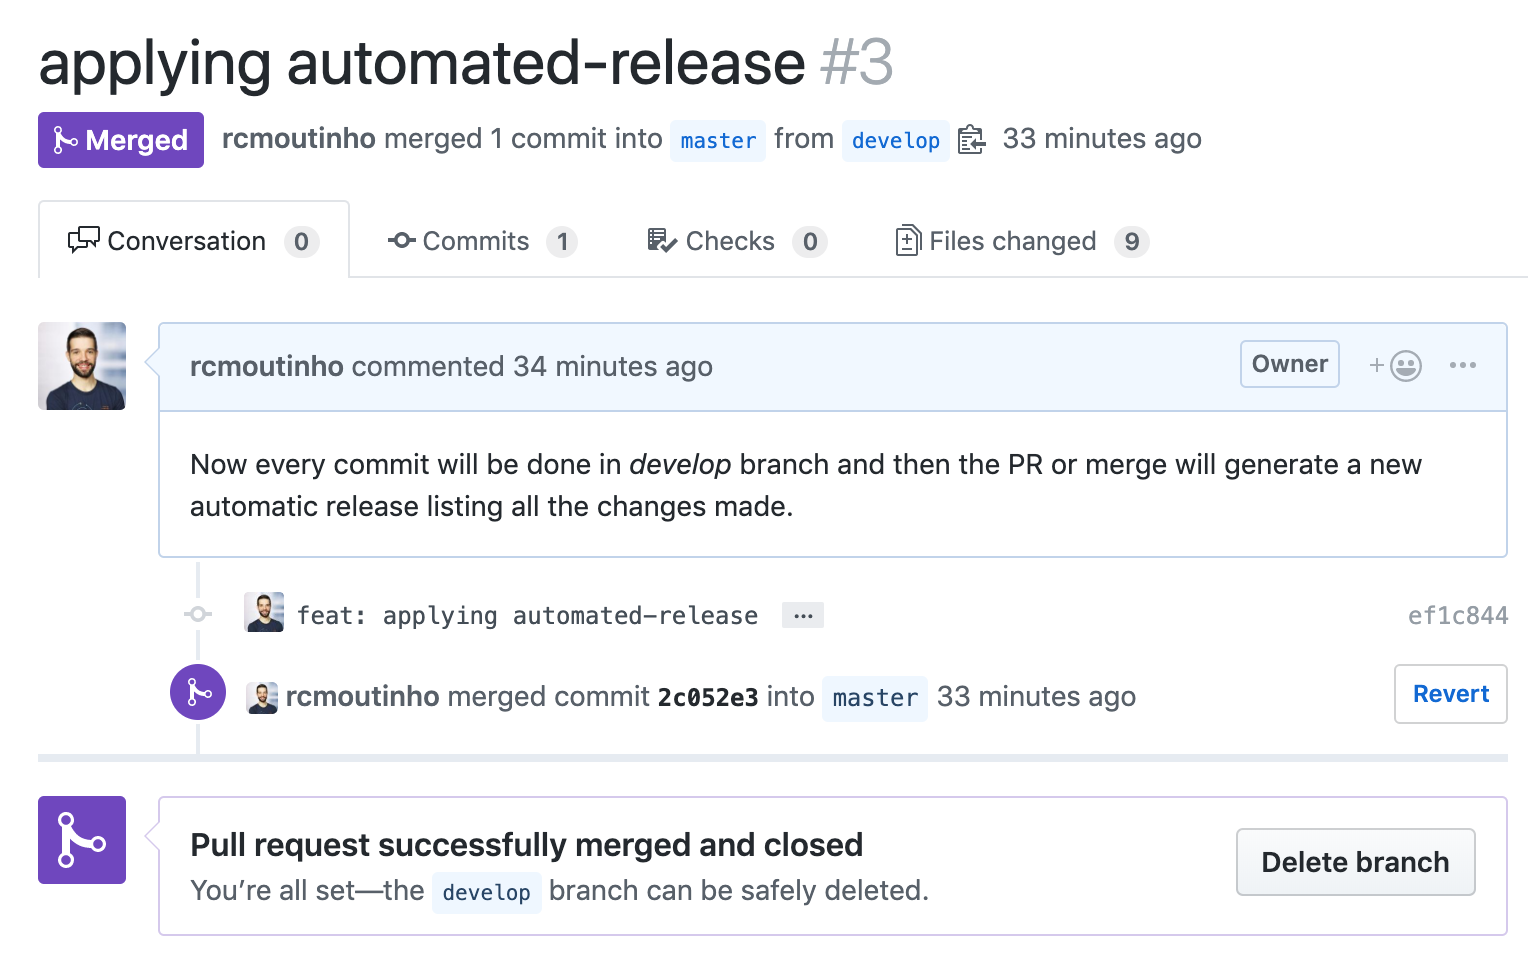 applying automated-release #3
Merged rcmoutinho merged 1 commit into master from develop 33 minutes ago
Conversation 0 Commits 1 Checks 0 Files changed 9
rcmoutinho commented 34 minutes ago Owner + ...
Now every commit will be done in develop branch and then the PR or merge will generate a new
automatic release listing all the changes made.
feat: applying automated-release ... ef1c844
rcmoutinho merged commit 2c052e3 into master 33 minutes ago Revert
Pull request successfully merged and closed
You’re all set—the develop branch can be safely deleted. Delete branch